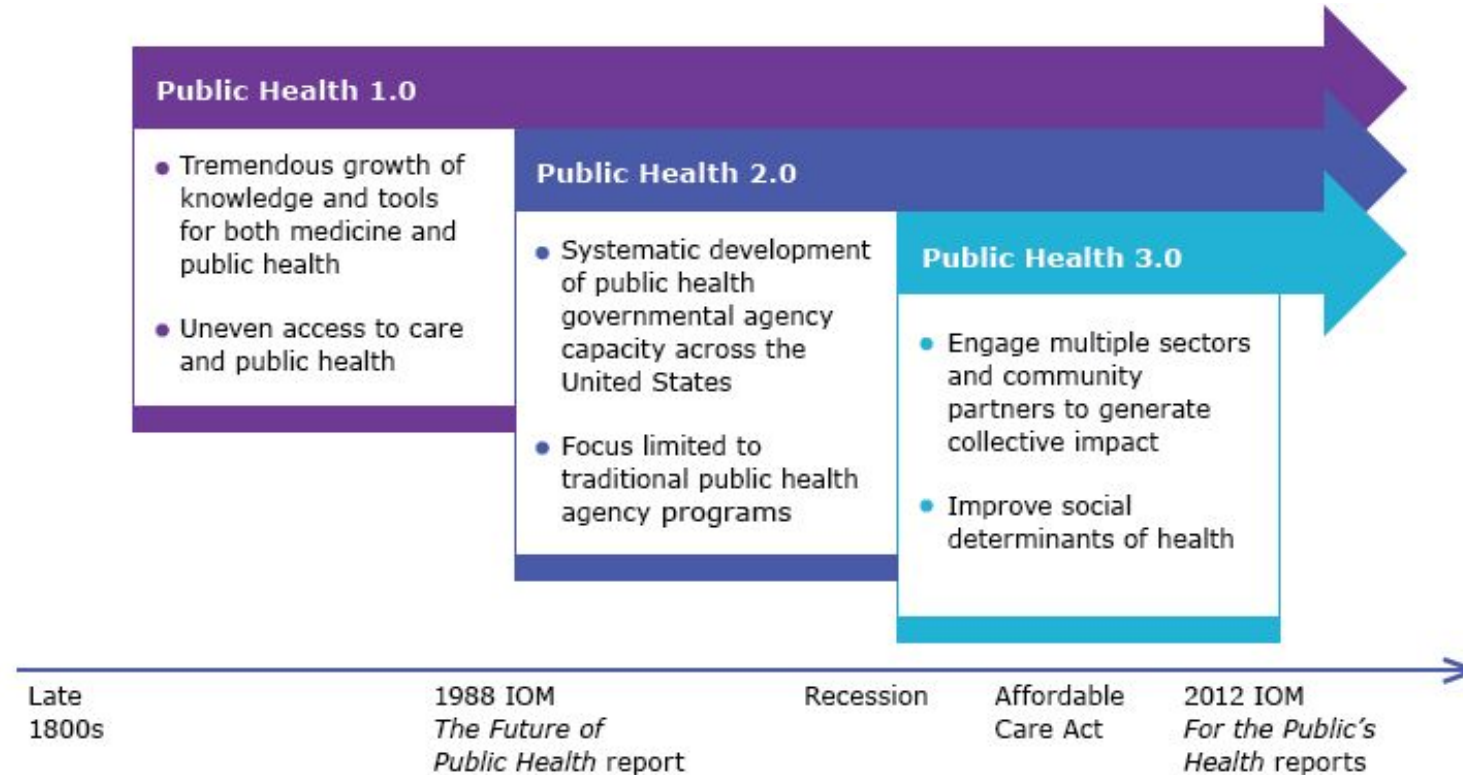 Public Health 1.0
• Tremendous growth of
knowledge and tools
for both medicine and
public health
• Uneven access to care
and public health
Public Health 2.0
• Systematic development
of public health
governmental agency
capacity across the
United States
• Focus limited to
traditional public health
agency programs
Public Health 3.0
• Engage multiple sectors
and community
partners to generate
collective impact
• Improve social
determinants of health
Late
1800s
1988 IOM
The Future of
Public Health report
Recession
Affordable
Care Act
2012 IOM
For the Public’s
Health reports